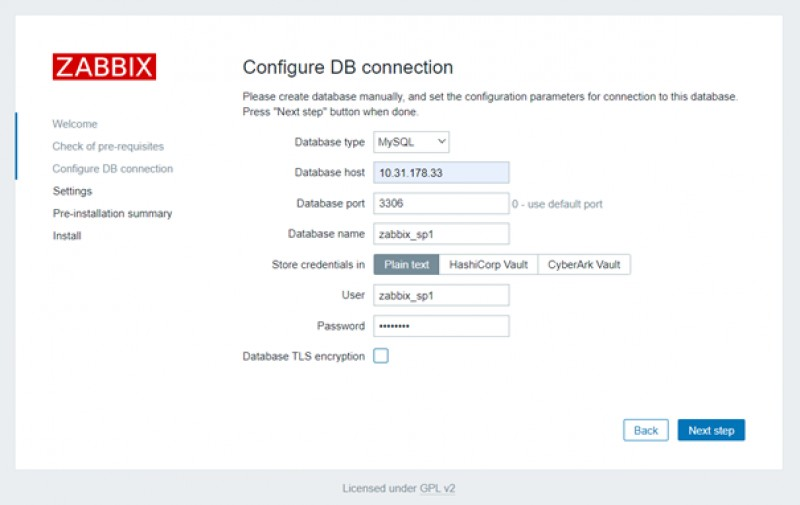 ZABBIX
Welcome
Check of pre-requisites
Configure DB connection
Settings
Pre-installation summary
Install
Configure DB connection
Please create database manually, and set the configuration parameters for connection to this database.
Press "Next step" button when done.
Database type MySQL
Database host 10.31.178.33
Database port 3306 0 - use default port
Database name zabbix_sp1
Store credentials in Plain text HashiCorp Vault CyberArk Vault
User zabbix_sp1
Password ••••••••
Database TLS encryption
Back Next step
Licensed under GPL v2